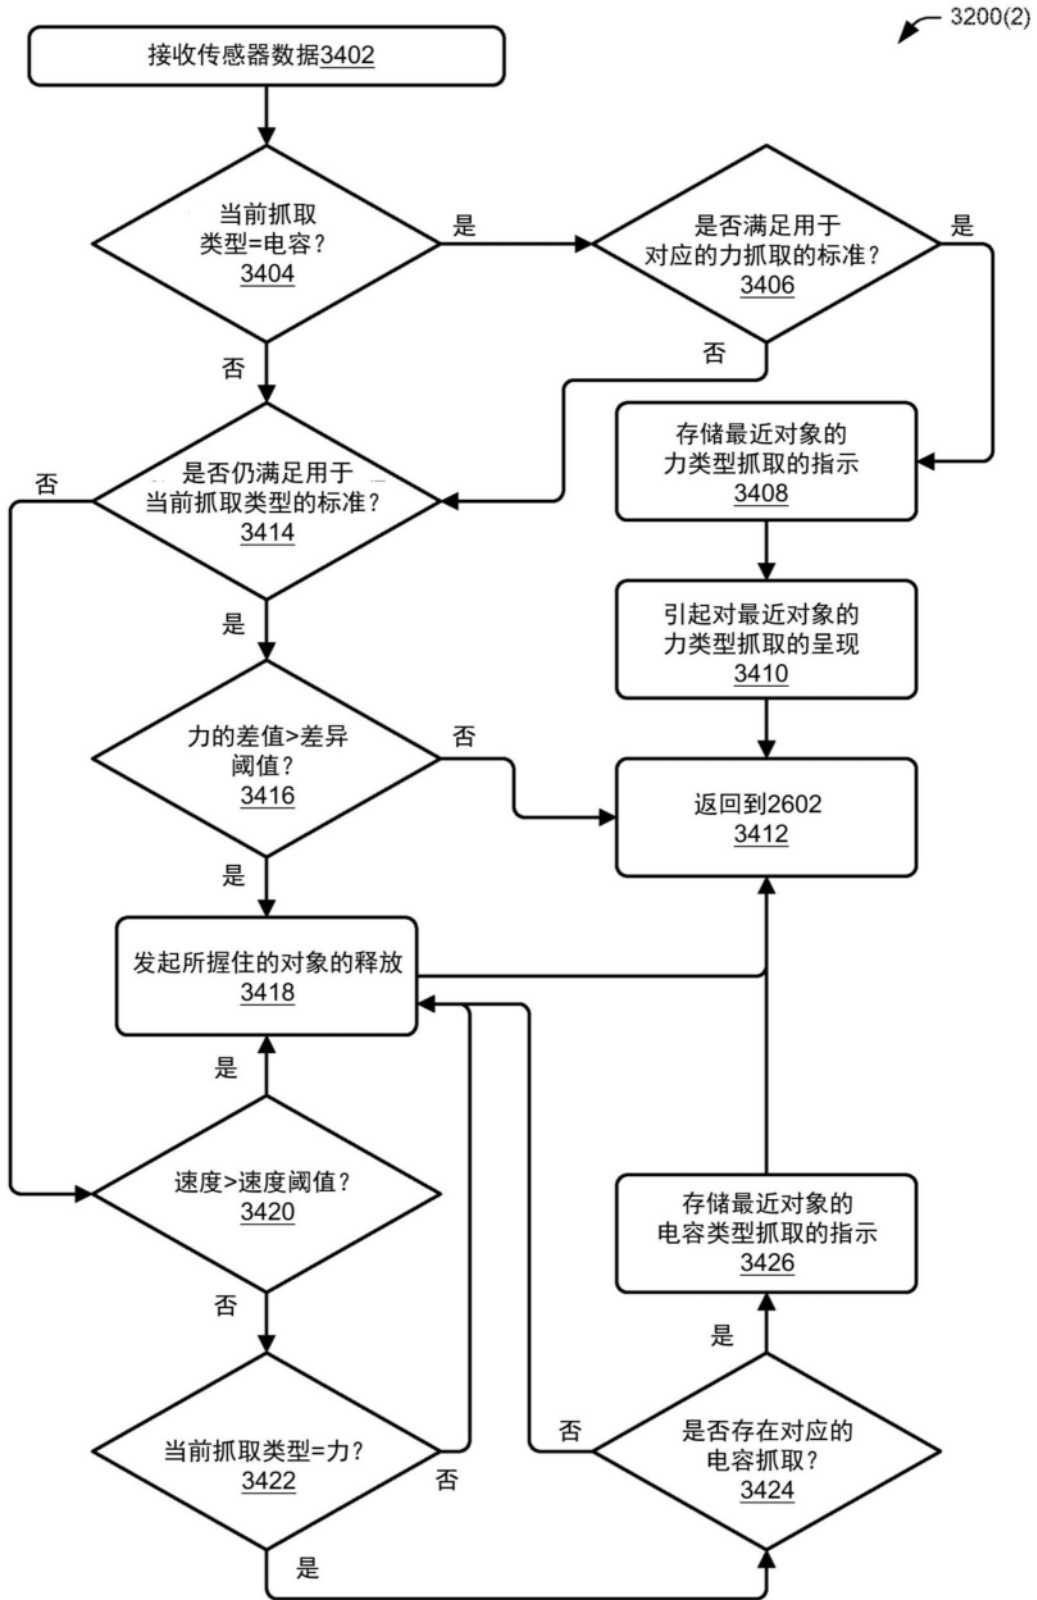 3200(2)
接收传感器数据3402
当前抓取
类型=电容?
3404
是
是否满足用于
对应的力抓取的标准?
3406
是
否
否
存储最近对象的
力类型抓取的指示
3408
是否仍满足用于
当前抓取类型的标准?
3414
否
是
引起对最近对象的
力类型抓取的呈现
3410
力的差值>差异
阈值?
3416
否
是
返回到2602
3412
发起所握住的对象的释放
3418
是
速度>速度阈值?
3420
否
存储最近对象的
电容类型抓取的指示
3426
是
当前抓取类型=力?
3422
否
是
是否存在对应的
电容抓取?
3424
否